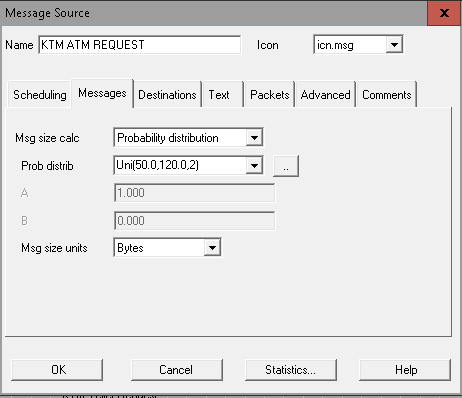 Message Source
x
Name KTM ATM REQUEST Icon icn.msg
Scheduling Messages Destinations Text Packets Advanced Comments
Msg size calc Probability distribution
Prob distrib Uni(50.0,120.0,2) ..
A 1.000
B 0.000
Msg size units Bytes
OK Cancel Statistics... Help